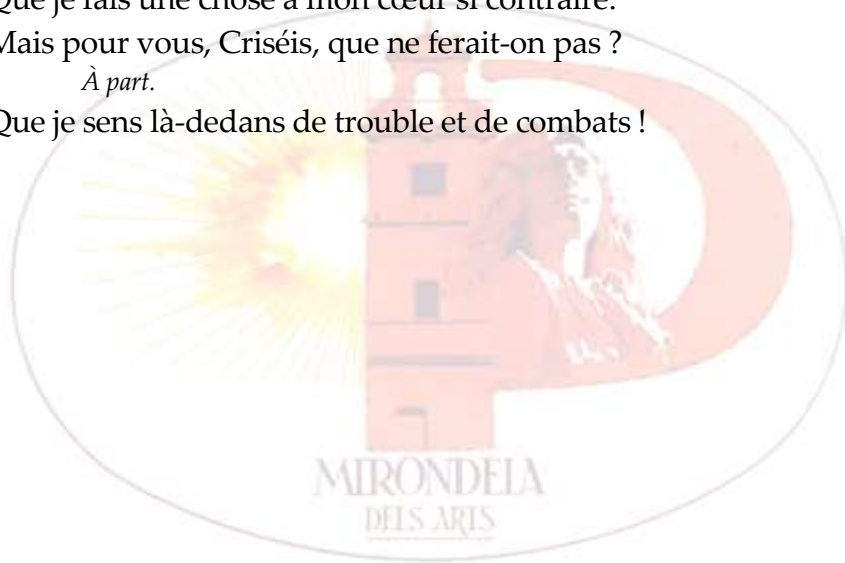 Que je fais une chose à mon cœur si contraire.
Mais pour vous, Criséis, que ne ferait-on pas ?
À part.
Que je sens là-dedans de trouble et de combats !
MIRONDELA
DELS ARTS